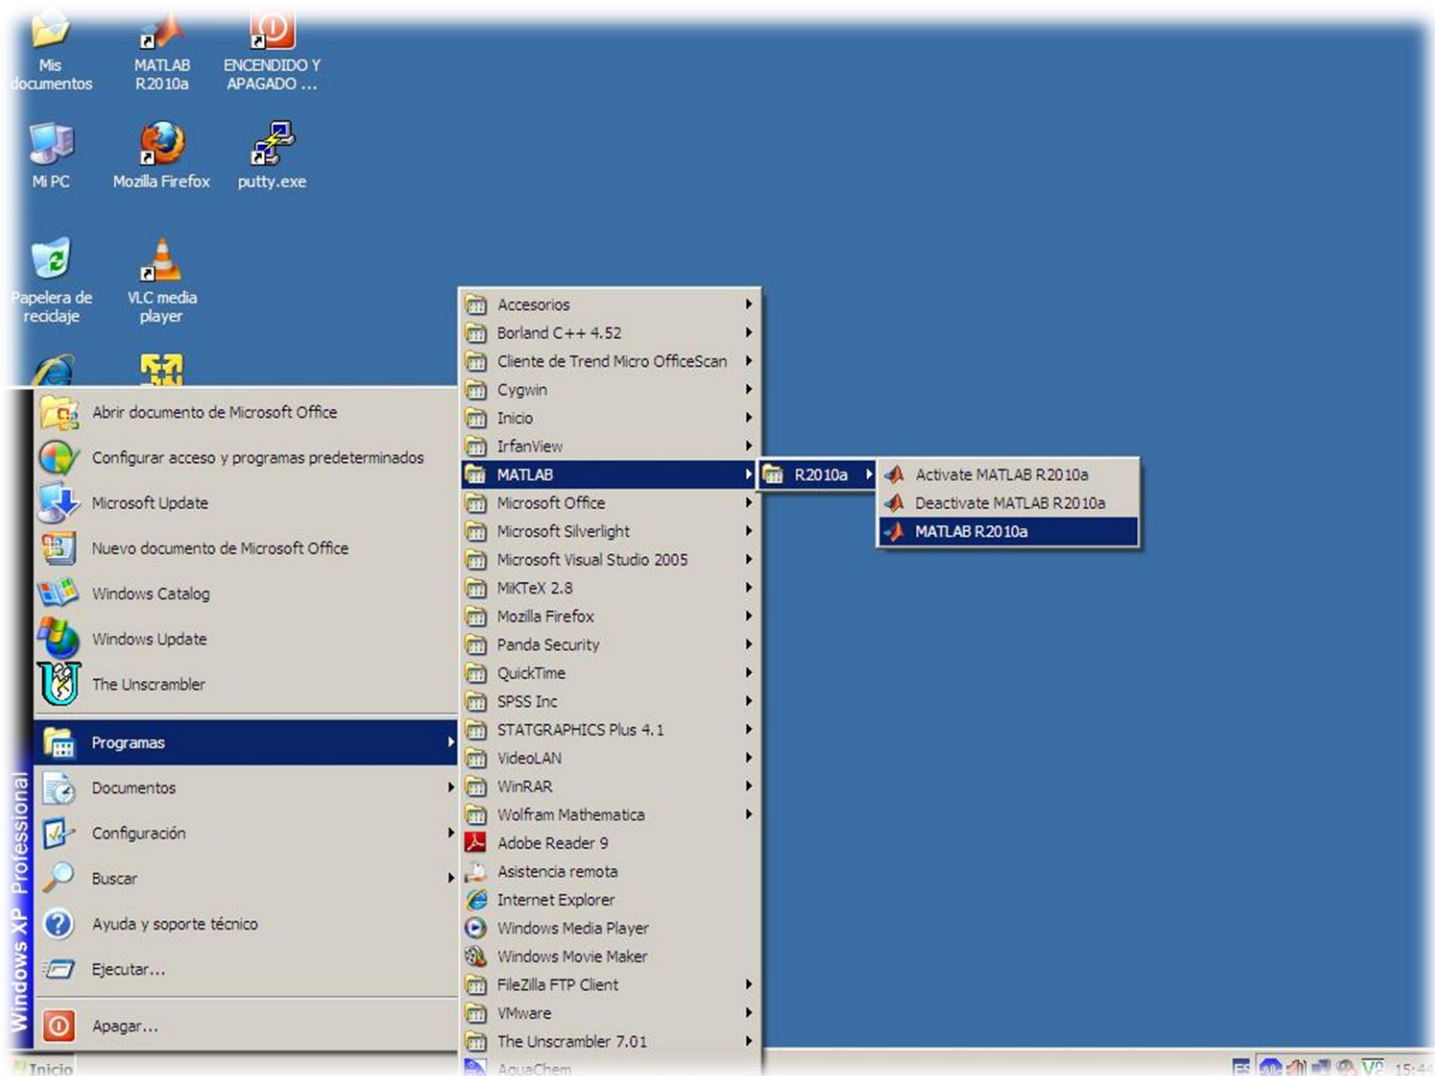 Mis
documentos
MATLAB
R2010a
ENCENDIDO Y
APAGADO ...
Mi PC
Mozilla Firefox
putty.exe
Papelera de
reciclaje
VLC media
player
Abrir documento de Microsoft Office
Configurar acceso y programas predeterminados
Microsoft Update
Nuevo documento de Microsoft Office
Windows Catalog
Windows Update
The Unscrambler
Programas
Documentos
Configuración
Buscar
Ayuda y soporte técnico
Ejecutar...
Apagar...
Windows XP Professional
Inicio
Accesorios
Borland C++ 4.52
Cliente de Trend Micro OfficeScan
Cygwin
Inicio
IrfanView
MATLAB
Microsoft Office
Microsoft Silverlight
Microsoft Visual Studio 2005
MiKTeX 2.8
Mozilla Firefox
Panda Security
QuickTime
SPSS Inc
STATGRAPHICS Plus 4.1
VideoLAN
WinRAR
Wolfram Mathematica
Adobe Reader 9
Asistencia remota
Internet Explorer
Windows Media Player
Windows Movie Maker
FileZilla FTP Client
VMware
The Unscrambler 7.01
AquaChem
R2010a
Activate MATLAB R2010a
Deactivate MATLAB R2010a
MATLAB R2010a
ES
15:44